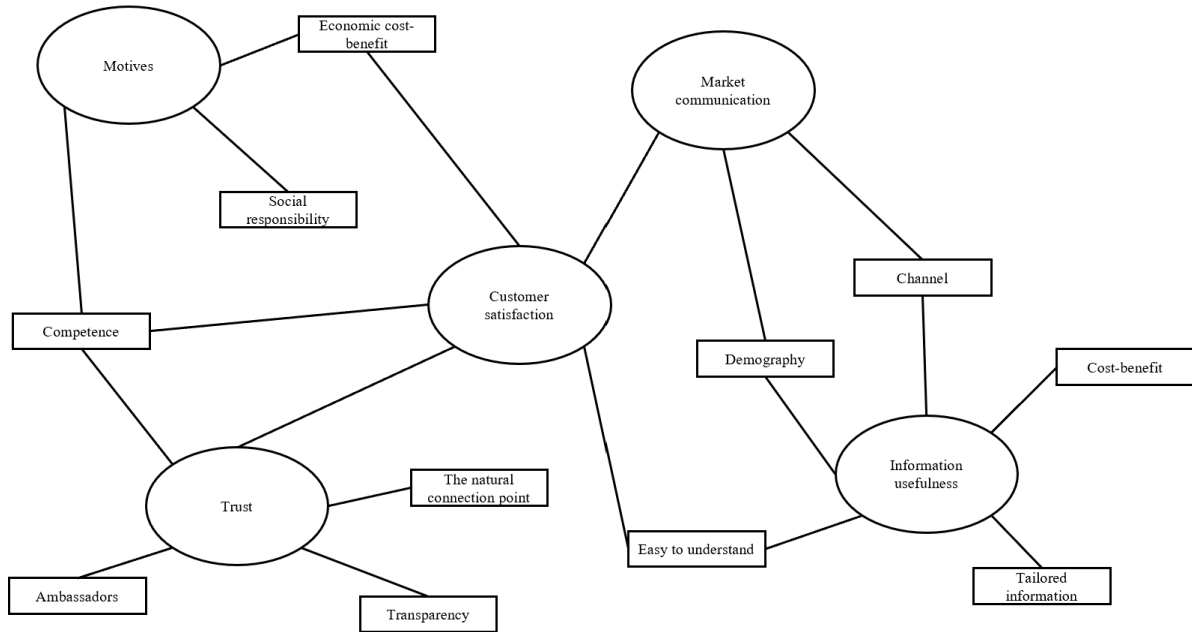 Economic cost-
benefit
Motives
Market
communication
Social
responsibility
Channel
Customer
satisfaction
Competence
Demography
Cost-benefit
Information
usefulness
The natural
connection point
Trust
Easy to understand
Tailored
information
Ambassadors
Transparency